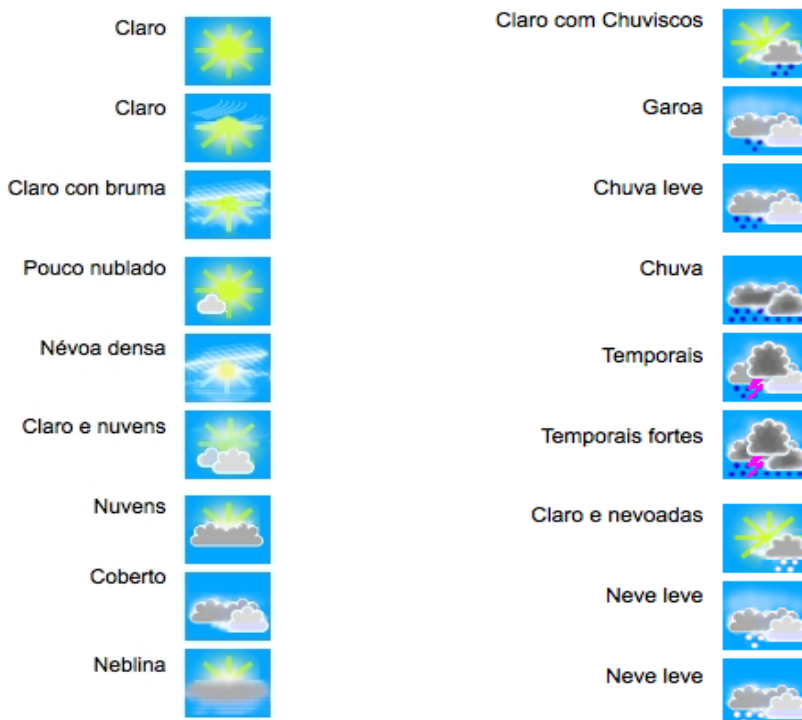 Claro
Claro
Claro con bruma
Pouco nublado
Névoa densa
Claro e nuvens
Nuvens
Coberto
Neblina
Claro com Chuviscos
Garoa
Chuva leve
Chuva
Temporais
Temporais fortes
Claro e nevoadas
Neve leve
Neve leve